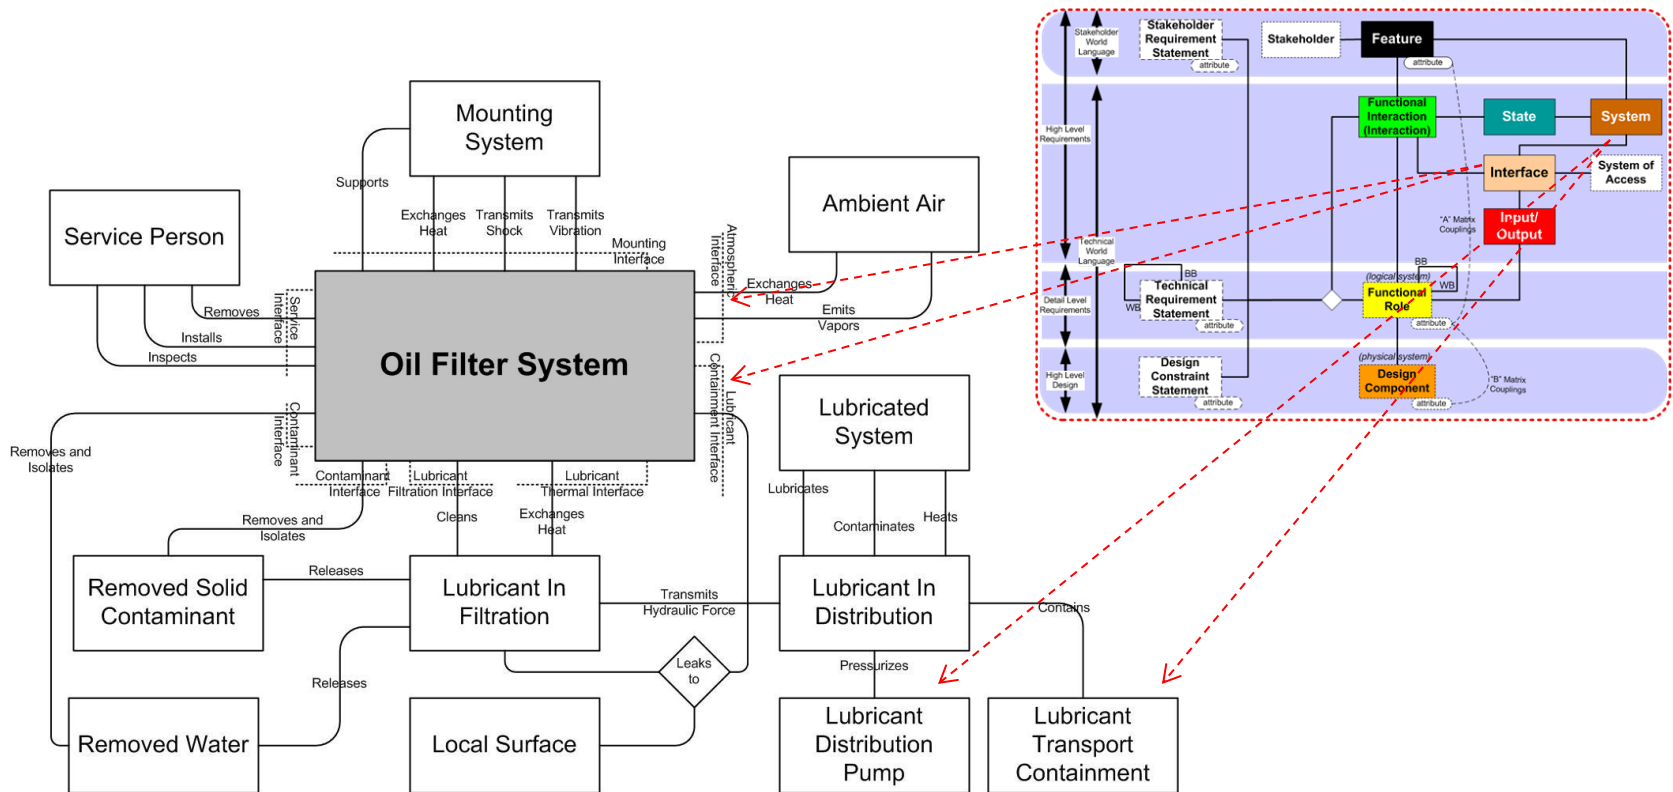 Mounting
System
Supports
Exchanges
Heat
Transmits
Shock
Transmits
Vibration
Mounting
Interface
Service Person
Removes
Installs
Inspects
Service
Interface
Ambient Air
Atmospheric
Interface
Exchanges
Heat
Emits
Vapors
Oil Filter System
Lubricant
Containment Interface
Contaminant
Interface
Removes and
Isolates
Contaminant
Interface
Lubricant
Filtration Interface
Lubricant
Thermal Interface
Removes and
Isolates
Cleans
Exchanges
Heat
Lubricated
System
Lubricates
Contaminates
Heats
Removed Solid
Contaminant
Releases
Lubricant In
Filtration
Transmits
Hydraulic Force
Lubricant In
Distribution
Contains
Releases
Leaks
to
Pressurizes
Removed Water
Local Surface
Lubricant
Distribution
Pump
Lubricant
Transport
Containment
Stakeholder
World
Language
Stakeholder
Requirement
Statement
attribute
Stakeholder
Feature
attribute
High Level
Requirements
Functional
Interaction
(Interaction)
State
System
Interface
System of
Access
Input/
Output
"A" Matrix
Couplings
Technical
World
Language
Detail Level
Requirements
BB
WB
Technical
Requirement
Statement
attribute
(logical system)
BB
WB
Functional
Role
attribute
High Level
Design
Design
Constraint
Statement
attribute
(physical system)
Design
Component
attribute
"B" Matrix
Couplings